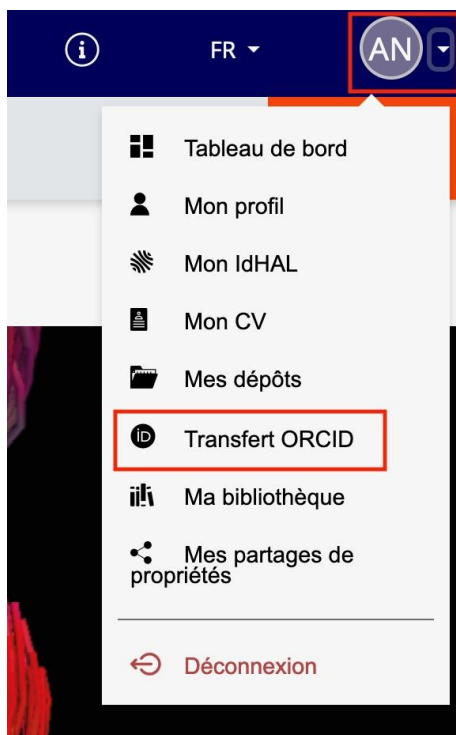 FR
AN
Tableau de bord
Mon profil
Mon IdHAL
Mon CV
Mes dépôts
iD Transfert ORCID
Ma bibliothèque
Mes partages de
propriétés
Déconnexion